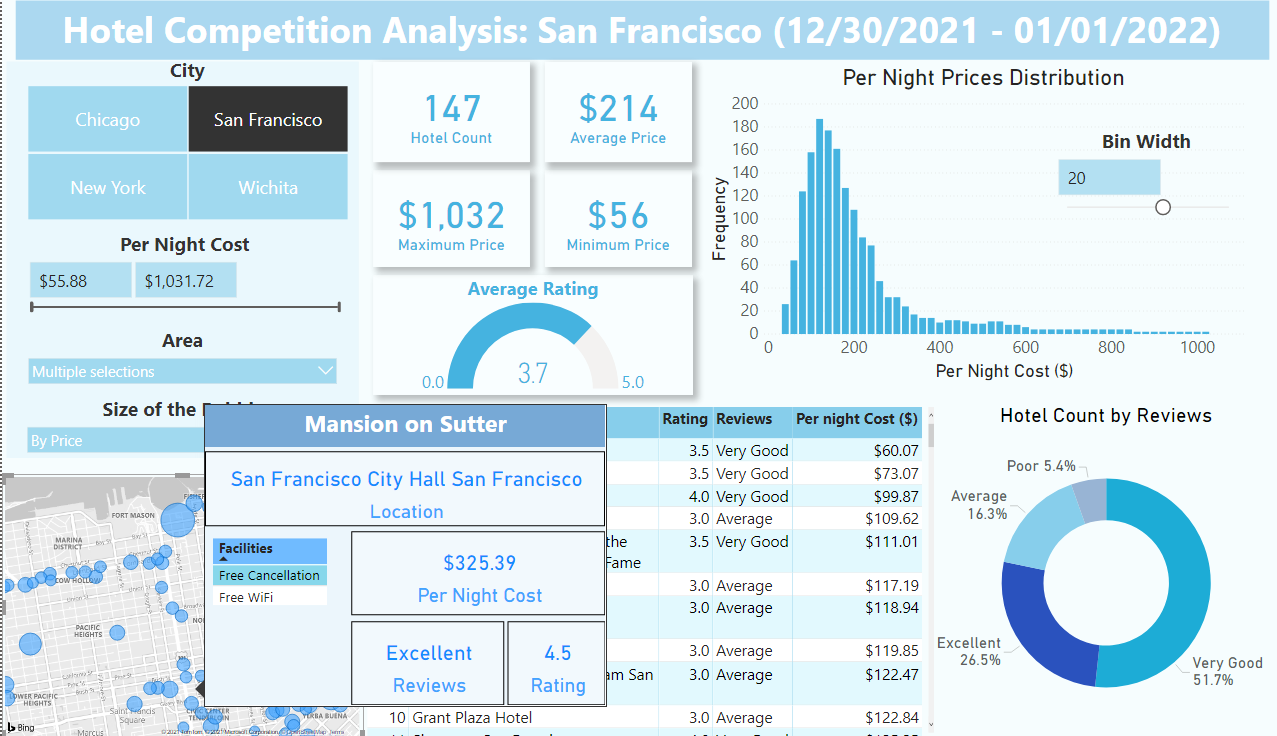 Hotel Competition Analysis: San Francisco (12/30/2021 - 01/01/2022)
City
Chicago
San Francisco
New York
Wichita
Per Night Cost
$55.88
$1,031.72
Area
Multiple selections
Size of the
By Price
147
Hotel Count
$214
Average Price
$1,032
Maximum Price
$56
Minimum Price
Average Rating
3.7
0.0
5.0
Per Night Prices Distribution
Bin Width
20
Frequency
200
180
160
140
120
100
80
60
40
20
0
0
200
400
600
800
1000
Per Night Cost ($)
Mansion on Sutter
San Francisco City Hall San Francisco
Location
Facilities
Free Cancellation
Free WiFi
$325.39
Per Night Cost
Excellent
Reviews
4.5
Rating
Rating Reviews Per night Cost ($)
3.5 Very Good $60.07
3.5 Very Good $73.07
4.0 Very Good $99.87
3.0 Average $109.62
the
Fame
3.5 Very Good $111.01
3.0 Average $117.19
3.0 Average $118.94
3.0 Average $119.85
am San 3.0 Average $122.47
10 Grant Plaza Hotel 3.0 Average $122.84
Hotel Count by Reviews
Poor 5.4%
Average
16.3%
Excellent
26.5%
Very Good
51.7%
FORT MASON
MARINA
DISTRICT
COW HOLLOW
PACIFIC
HEIGHTS
LOWER PACIFIC
HEIGHTS
San Francisco
Square
CIVIC CENTER
TENDERLOIN
YERBA BUENA
Marcus
Bing